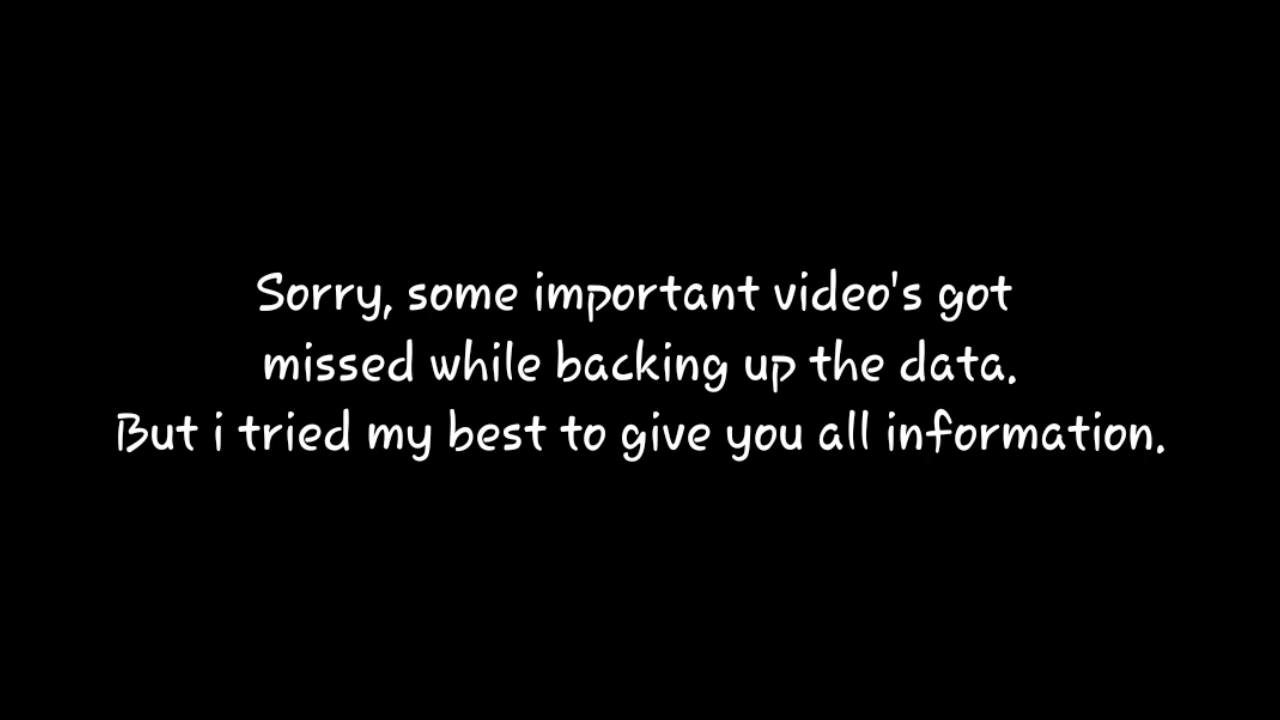 Sorry, some important video's got
missed while backing up the data.
But i tried my best to give you all information.